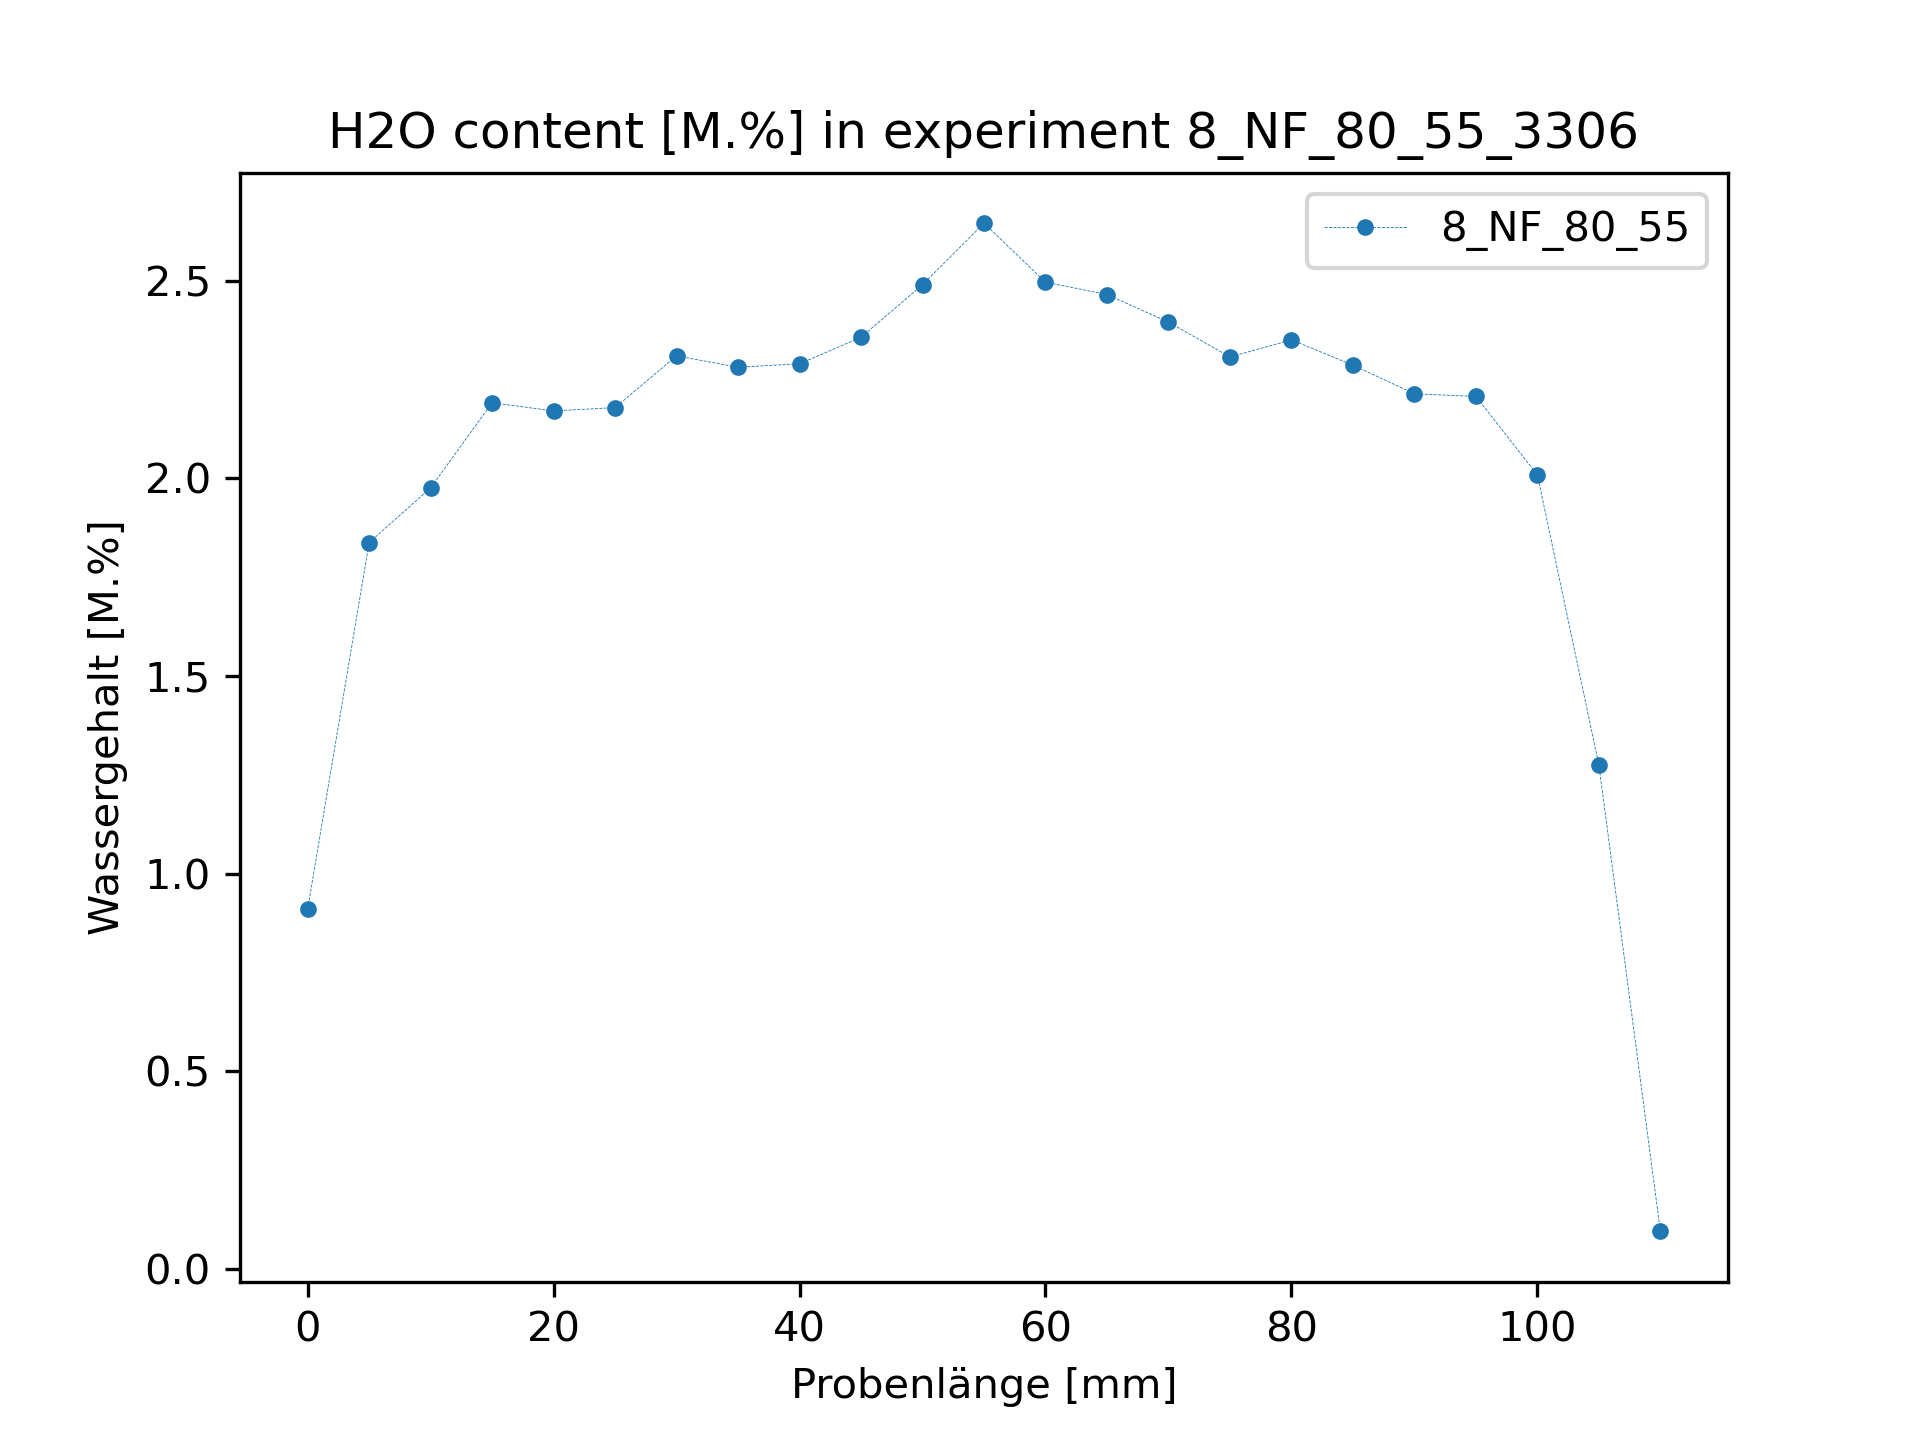 H2O content [M.%] in experiment 8_NF_80_55_3306
8_NF_80_55
Wassergehalt [M.%]
2.5
2.0
1.5
1.0
0.5
0.0
0 20 40 60 80 100
Probenlänge [mm]